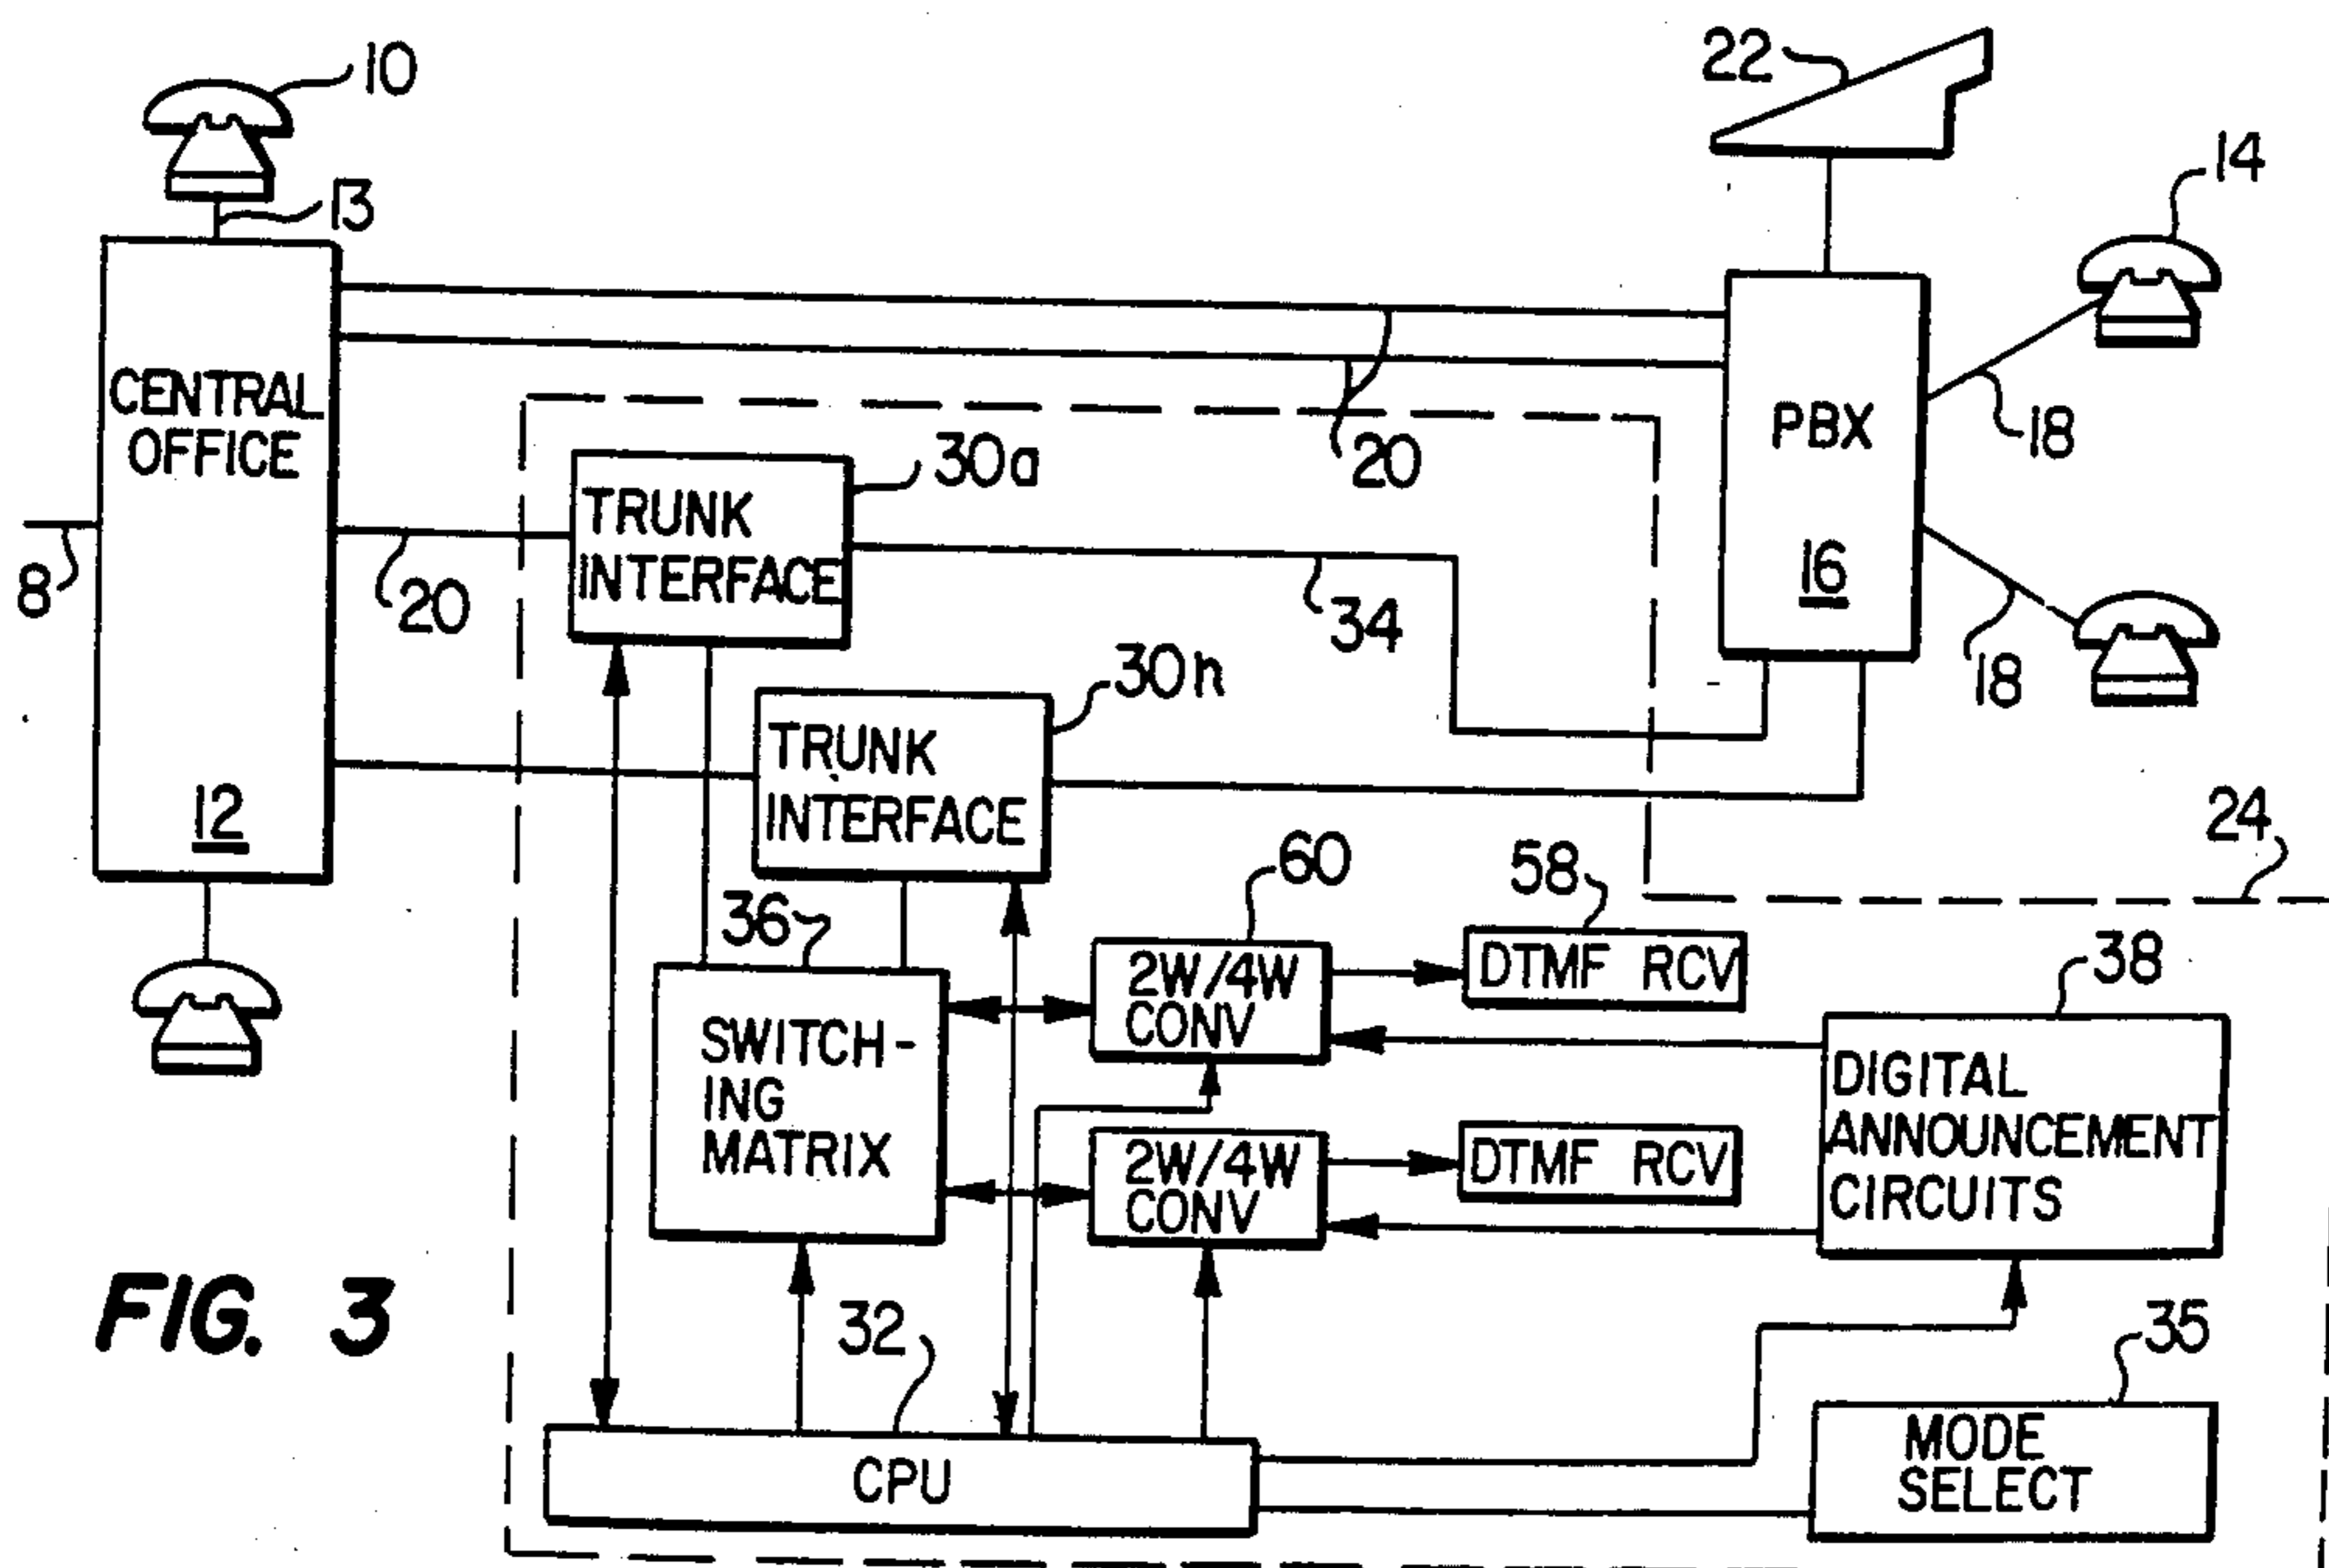 10
22
14
13
CENTRAL
OFFICE
PBX
18
20
30a
TRUNK
INTERFACE
16
8
20
34
18
30n
TRUNK
INTERFACE
12
24
60
58
36
2W/4W
CONV
DTMF RCV
38
SWITCH-
ING
MATRIX
DIGITAL
ANNOUNCEMENT
CIRCUITS
2W/4W
CONV
DTMF RCV
FIG. 3
32
35
CPU
MODE
SELECT